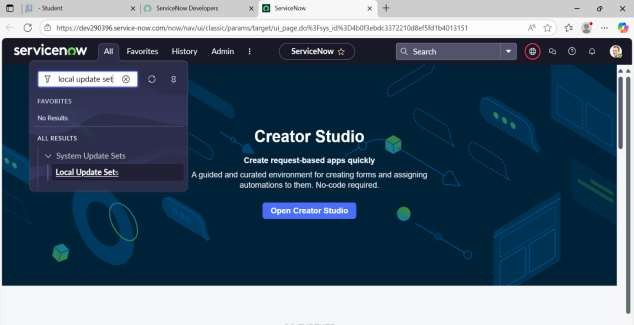 - Student
ServiceNow Developers
ServiceNow
https://dev290396.service-now.com/now/nav/ui/classic/params/target/ui_page.do%3Fsys_id%3D4b0f3ebdc3372210d8ef5fd1b4013151
servicenow All Favorites History Admin ServiceNow ☆ Search
local update set
FAVORITES
No Results
ALL RESULTS
System Update Sets
Local Update Sets
Creator Studio
Create request-based apps quickly
A guided and curated environment for creating forms and assigning
automations to them. No-code required.
Open Creator Studio